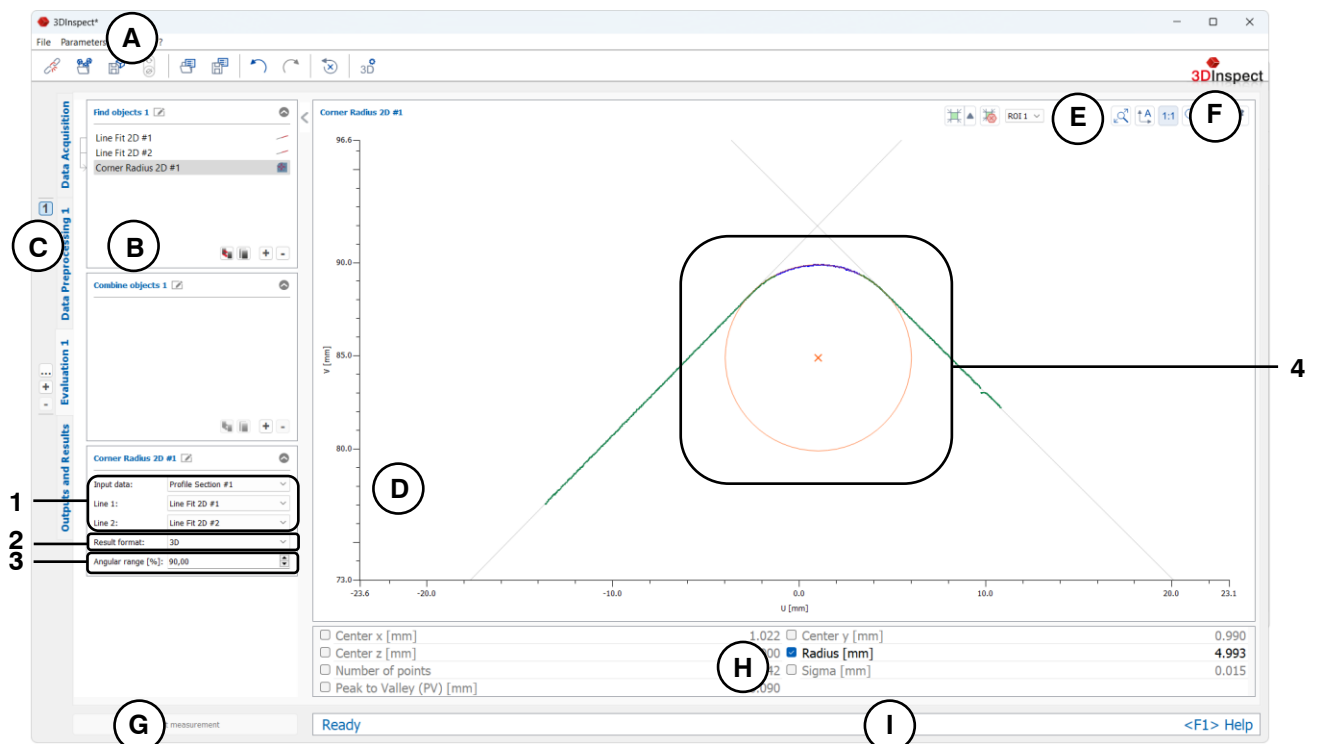 3DInspect*
File Parameters ?
A
3D
3DInspect
Data Acquisition
Data Preprocessing 1
Evaluation 1
Outputs and Results
1
...
+
-
C
Find objects 1
Line Fit 2D #1
Line Fit 2D #2
Corner Radius 2D #1
B
+ -
Combine objects 1
+ -
Corner Radius 2D #1
1
Input data: Profile Section #1
Line 1: Line Fit 2D #1
Line 2: Line Fit 2D #2
2
Result format: 3D
3
Angular range [%]: 90,00
Corner Radius 2D #1
ROI 1
E
A
1:1
F
96.6
90.0
85.0
80.0
73.0
V [mm]
4
D
-23.6 -20.0 -10.0 0.0 10.0 20.0 23.1
U [mm]
Center x [mm] 1.022 Center y [mm] 0.990
Center z [mm] Radius [mm] 4.993
Number of points Sigma [mm] 0.015
Peak to Valley (PV) [mm]
H
G
measurement
Ready
I
<F1> Help